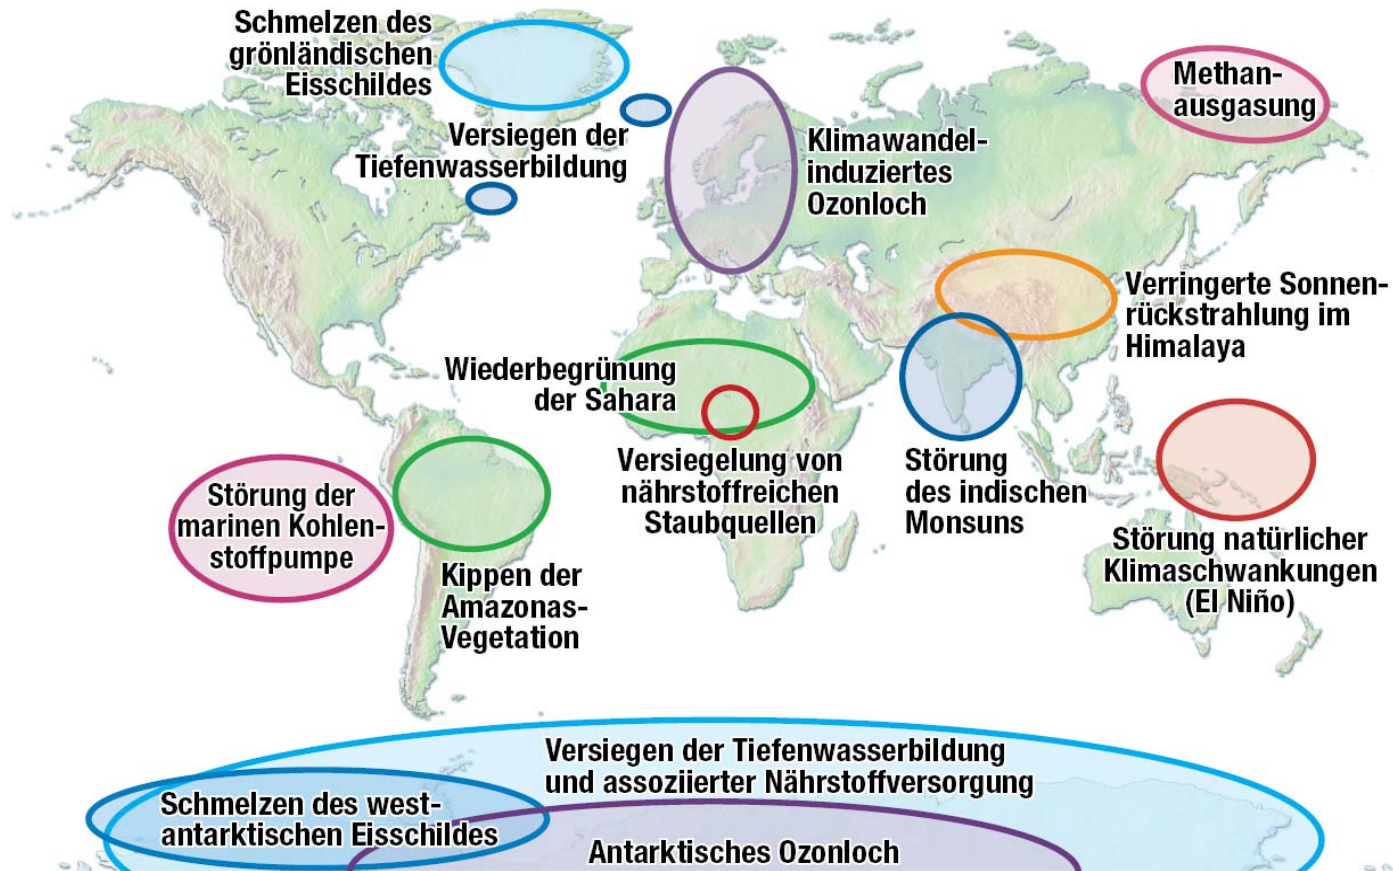 Schmelzen des
grönländischen
Eisschildes
Methan-
ausgasung
Versiegen der
Tiefenwasserbildung
Klimawandel-
induziertes
Ozonloch
Verringerte Sonnen-
rückstrahlung im
Himalaya
Wiederbegrünung
der Sahara
Versiegelung von
nährstoffreichen
Staubquellen
Störung
des indischen
Monsuns
Störung der
marinen Kohlen-
stoffpumpe
Störung natürlicher
Klimaschwankungen
(El Niño)
Kippen der
Amazonas-
Vegetation
Versiegen der Tiefenwasserbildung
und assoziierter Nährstoffversorgung
Schmelzen des west-
antarktischen Eisschildes
Antarktisches Ozonloch